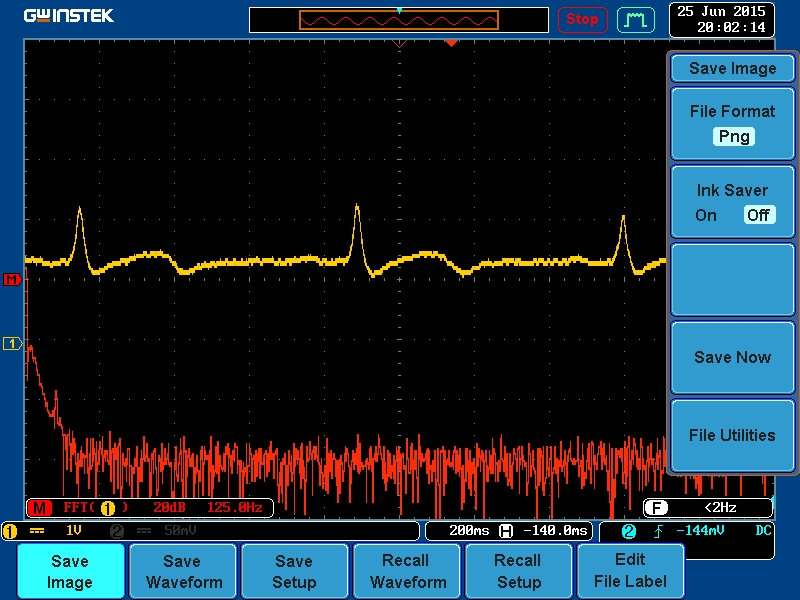 GWINSTEK
Stop
25 Jun 2015
20:02:14
Save Image
File Format
Png
Ink Saver
On Off
M
1
Save Now
File Utilities
M FFT( 1 ) 20dB 125.0Hz
F <2Hz
1 1V 2 50mV
200ms H -140.0ms
2 -144mV DC
Save
Image
Save
Waveform
Save
Setup
Recall
Waveform
Recall
Setup
Edit
File Label